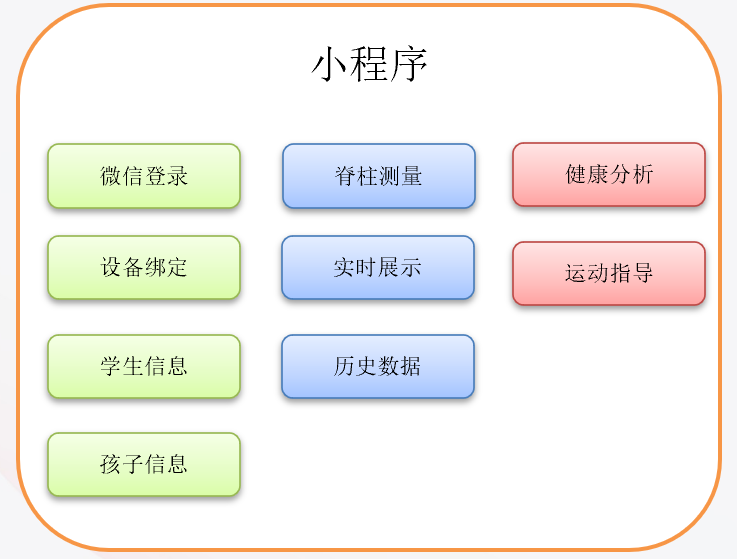 小程序
微信登录
脊柱测量
健康分析
设备绑定
实时展示
运动指导
学生信息
历史数据
孩子信息